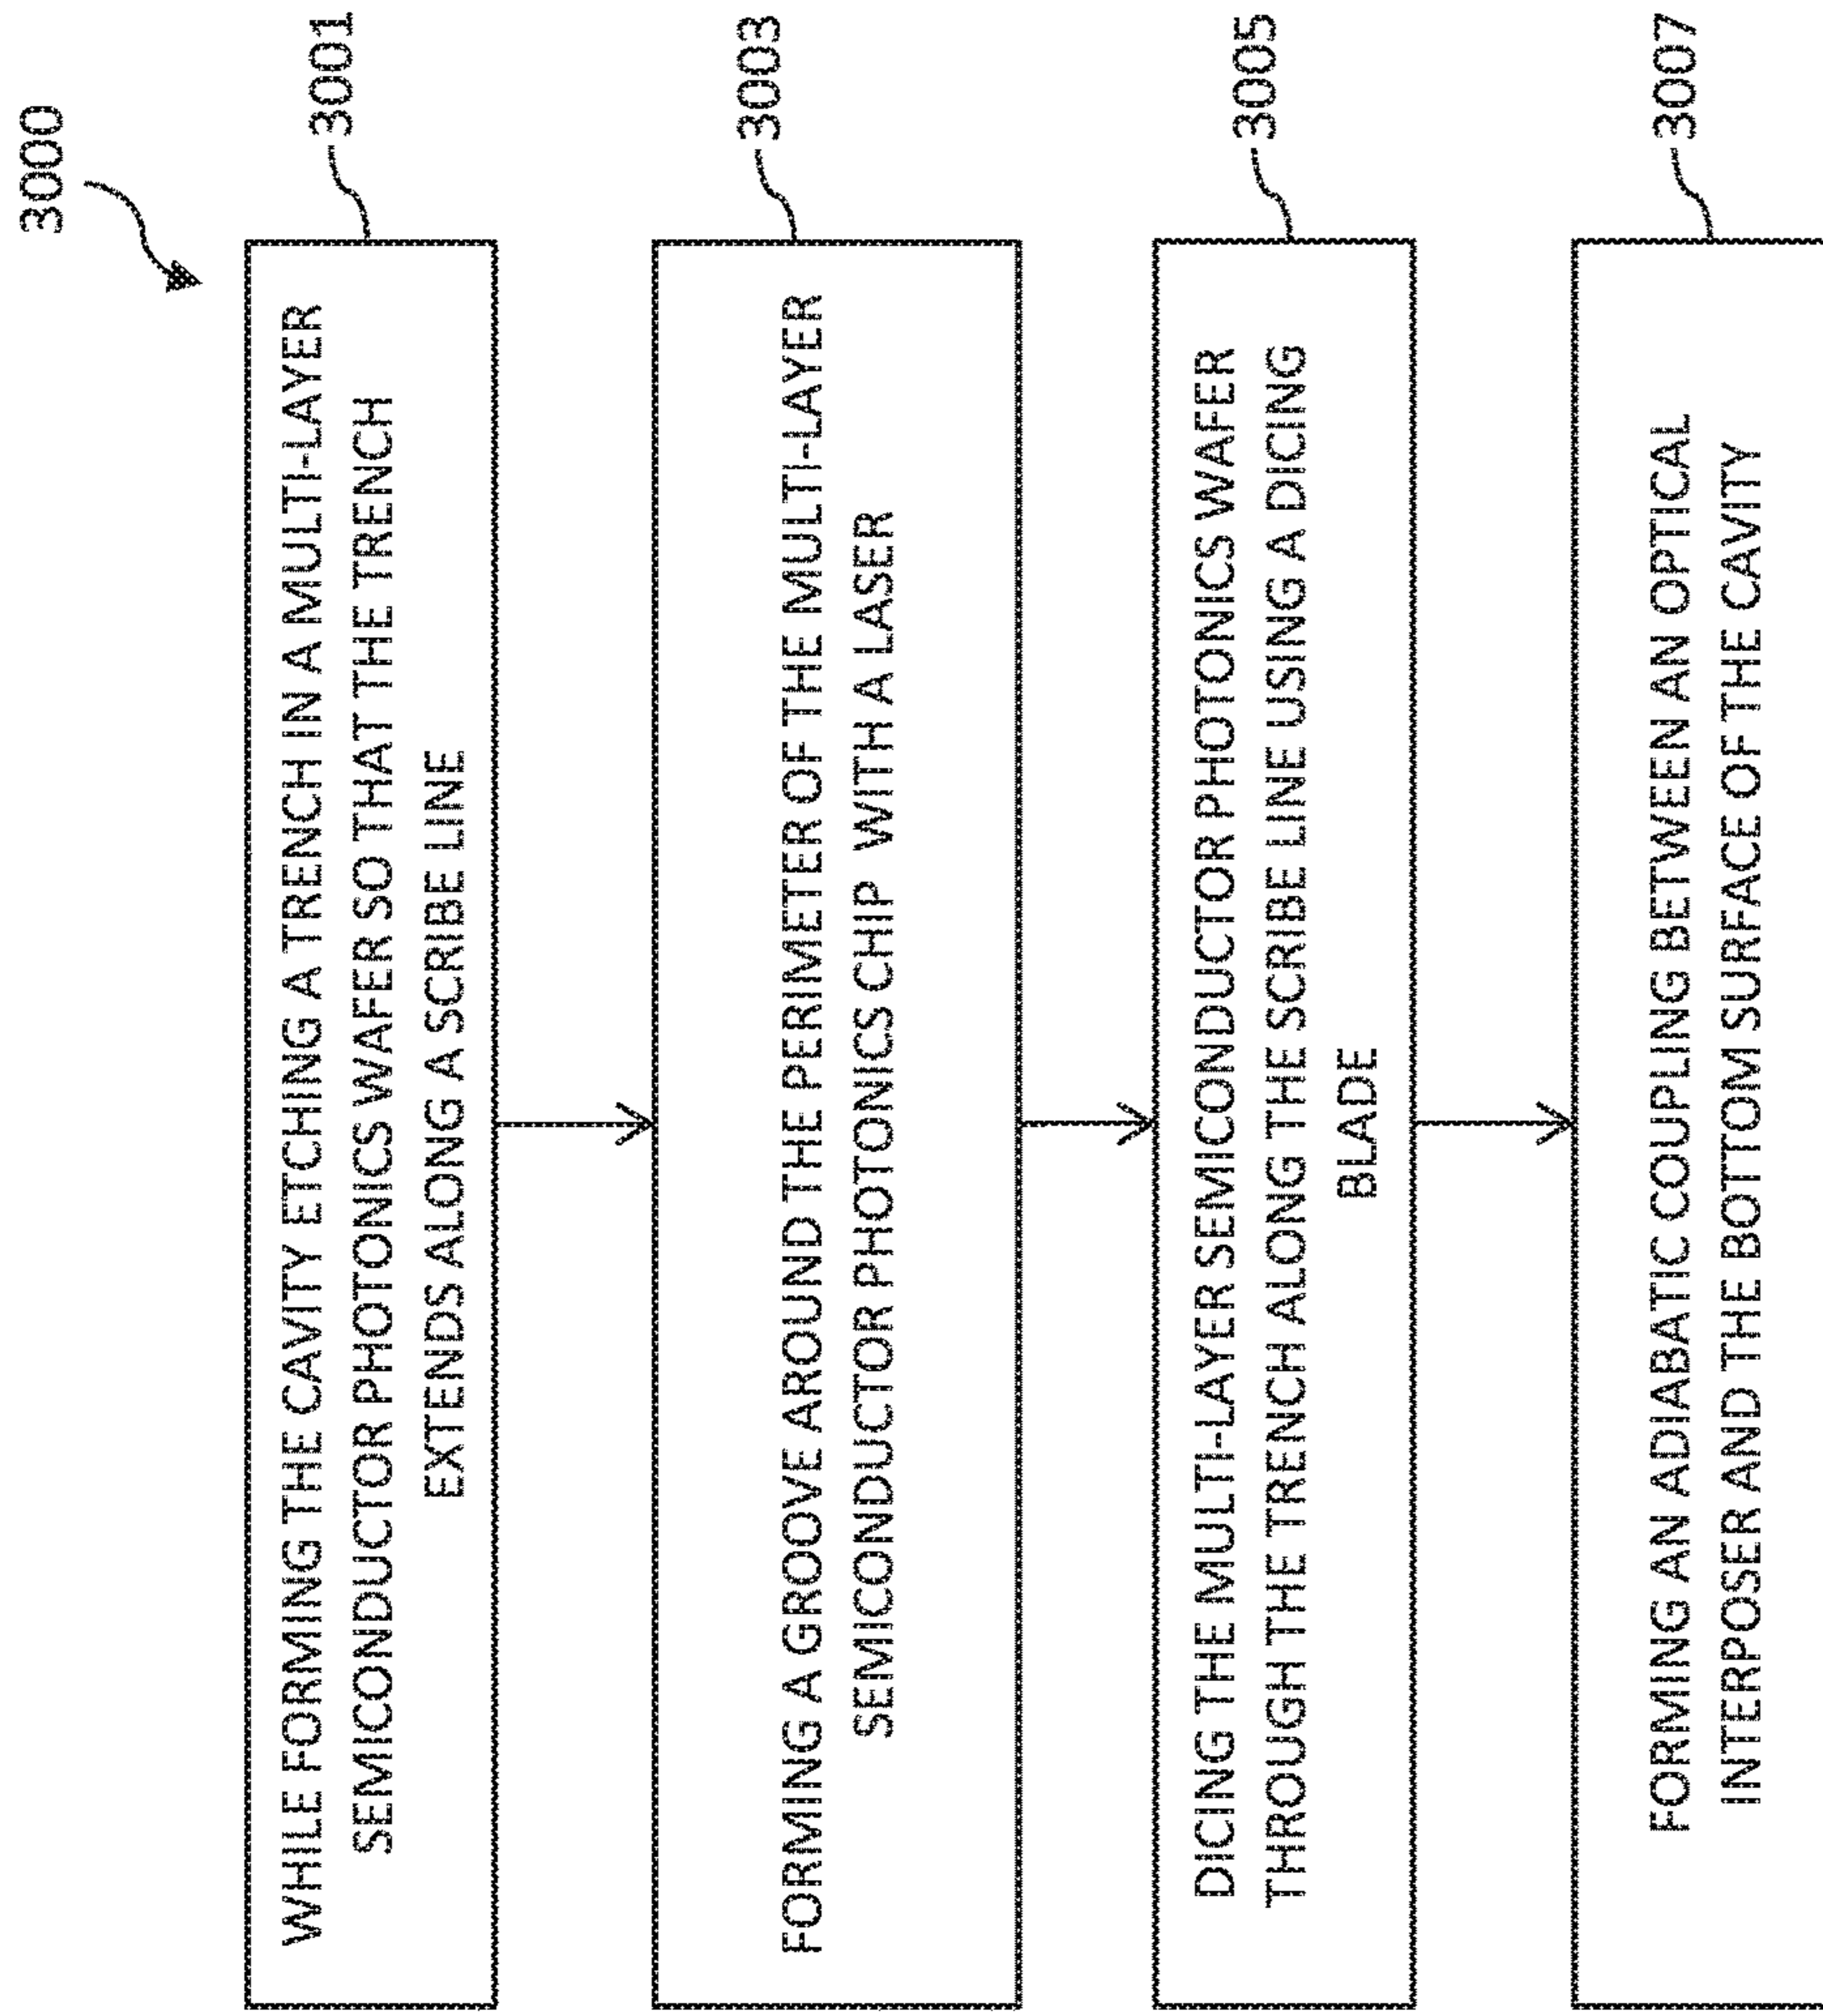 3000
WHILE FORMING THE CAVITY ETCHING A TRENCH IN A MULTI-LAYER
SEMICONDUCTOR PHOTONICS WAFER SO THAT THE TRENCH
EXTENDS ALONG A SCRIBE LINE
3001
FORMING A GROOVE AROUND THE PERIMETER OF THE MULTI-LAYER
SEMICONDUCTOR PHOTONICS CHIP WITH A LASER
3003
DICING THE MULTI-LAYER SEMICONDUCTOR PHOTONICS WAFER
THROUGH THE TRENCH ALONG THE SCRIBE LINE USING A DICING
BLADE
3005
FORMING AN ADIABATIC COUPLING BETWEEN AN OPTICAL
INTERPOSER AND THE BOTTOM SURFACE OF THE CAVITY
3007